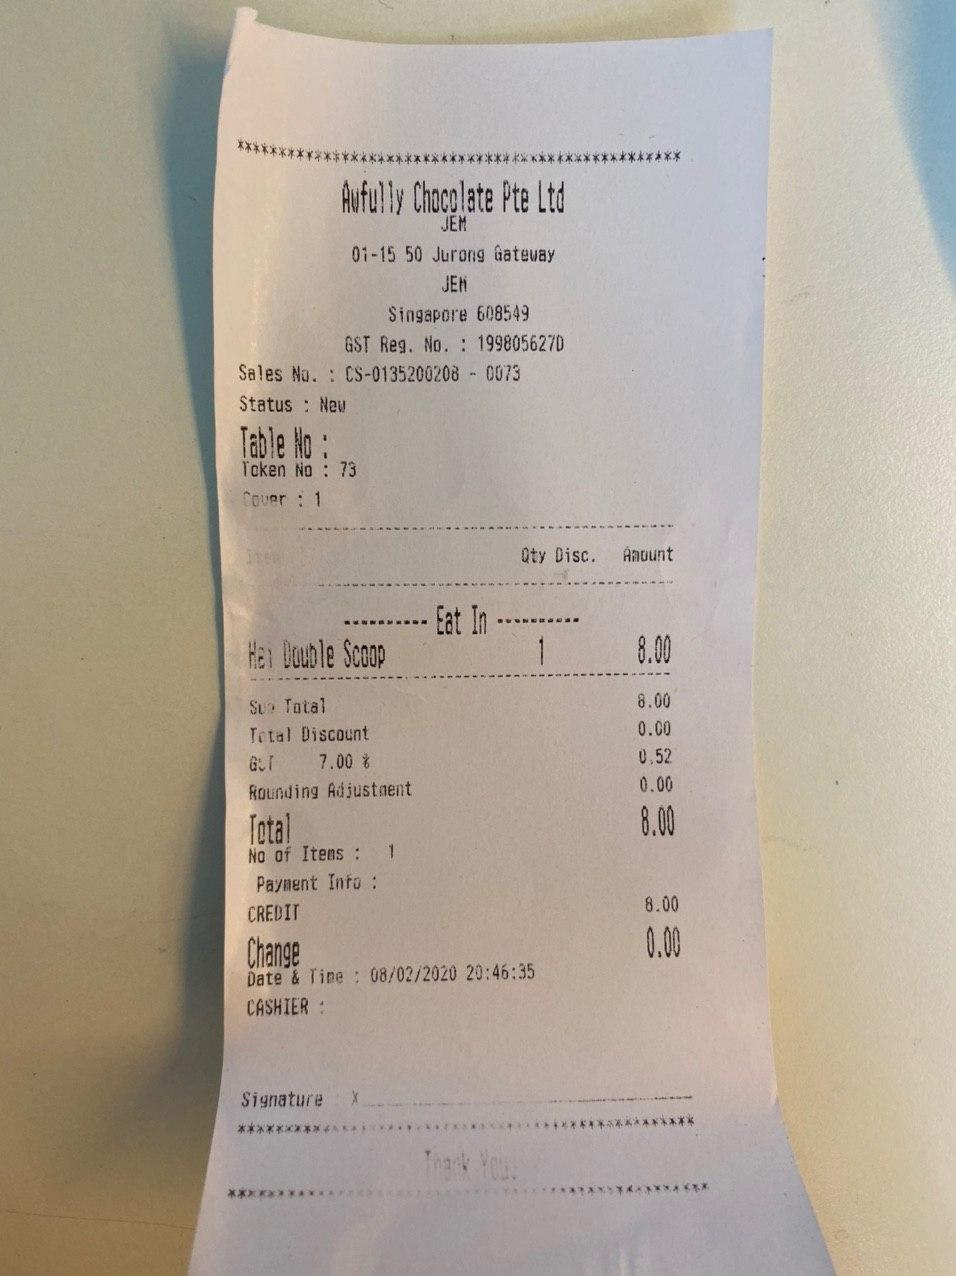 ********************************************
Awfully Chocolate Pte Ltd
JEM
01-15 50 Jurong Gateway
JEM
Singapore 608549
GST Reg. No. : 199805627D
Sales No. : CS-0135200208 - 0073
Status : New
Table No :
Token No : 73
Cover : 1
Item Qty Disc. Amount
---------- Eat In ----------
Hei Double Scoop 1 8.00
Sub Total 8.00
Total Discount 0.00
GST 7.00 % 0.52
Rounding Adjustment 0.00
Total 8.00
No of Items : 1
Payment Info :
CREDIT 8.00
Change 0.00
Date & Time : 08/02/2020 20:46:35
CASHIER :
Signature : X
********************************************
Thank You.
********************************************